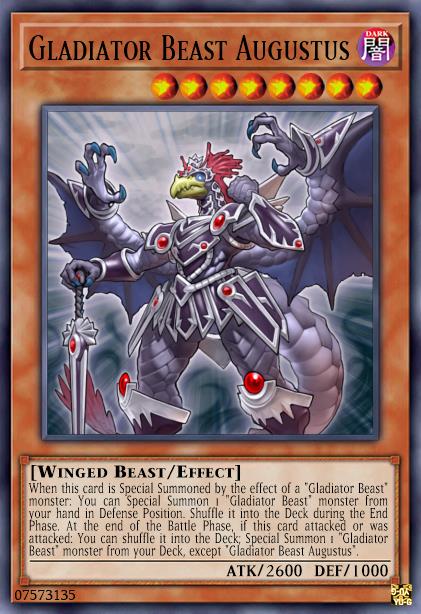 GLADIATOR BEAST AUGUSTUS
DARK
闇
[WINGED BEAST/EFFECT]
When this card is Special Summoned by the effect of a "Gladiator Beast"
monster: You can Special Summon 1 "Gladiator Beast" monster from
your hand in Defense Position. Shuffle it into the Deck during the End
Phase. At the end of the Battle Phase, if this card attacked or was
attacked: You can shuffle it into the Deck; Special Summon 1 "Gladiator
Beast" monster from your Deck, except "Gladiator Beast Augustus".
ATK/2600 DEF/1000
07573135